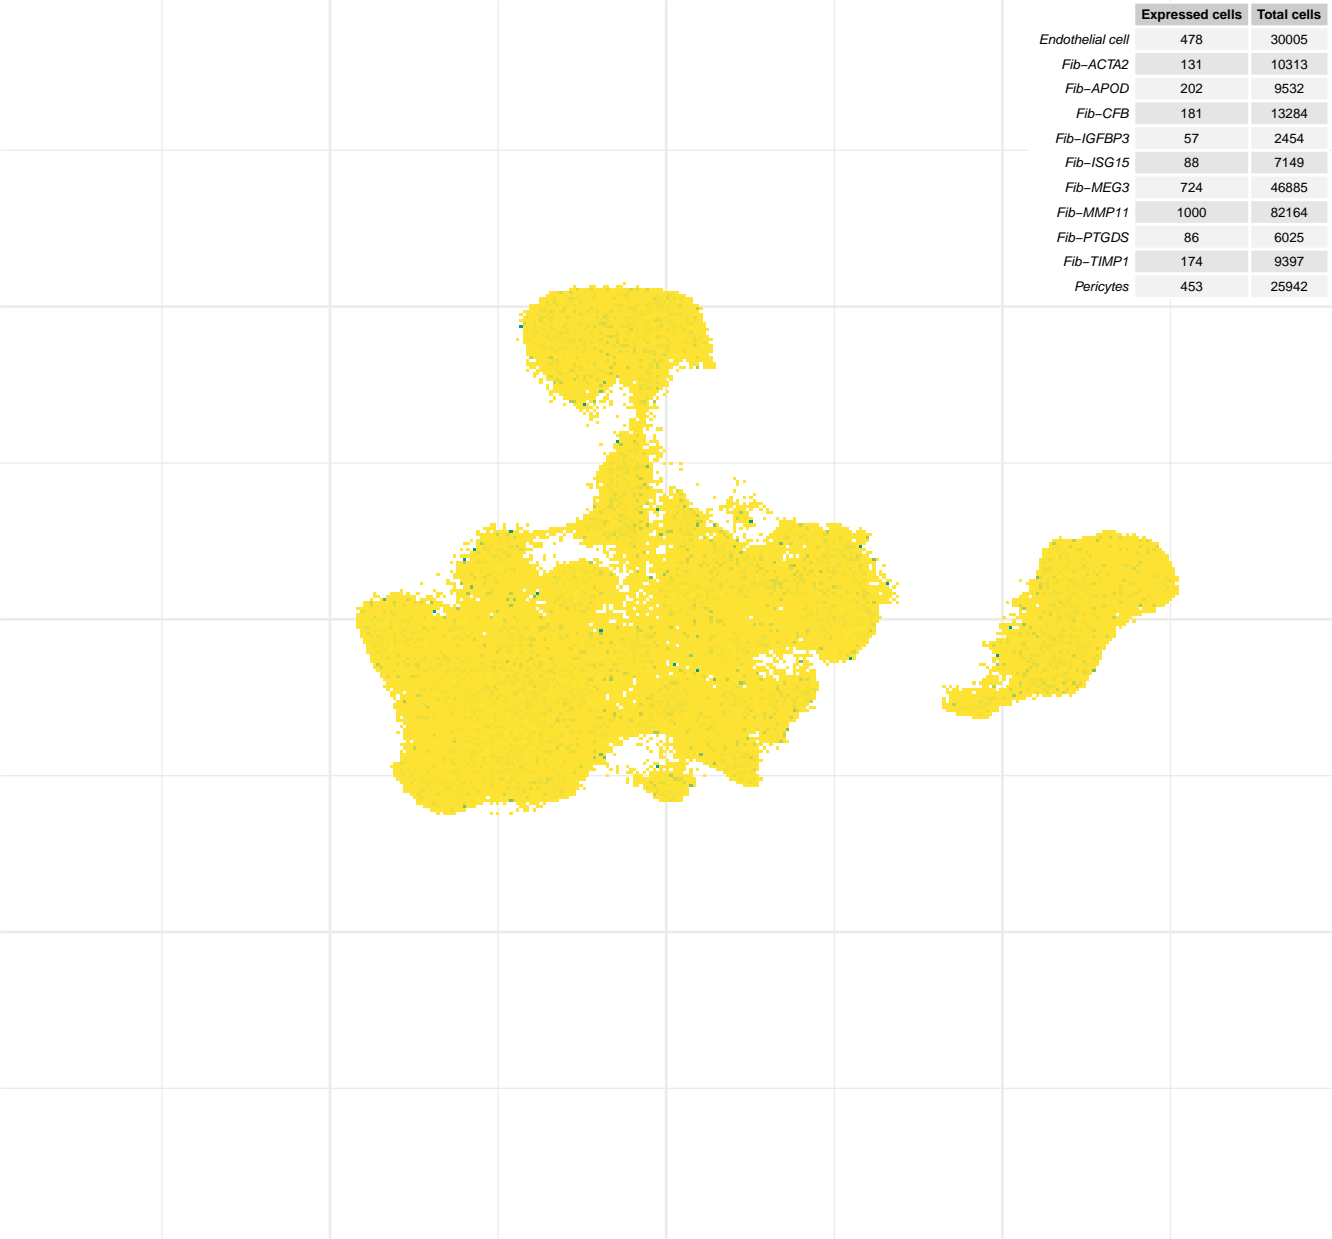 Expressed cells Total cells
Endothelial cell 478 30005
Fib−ACTA2 131 10313
Fib−APOD 202 9532
Fib−CFB 181 13284
Fib−IGFBP3 57 2454
Fib−ISG15 88 7149
Fib−MEG3 724 46885
Fib−MMP11 1000 82164
Fib−PTGDS 86 6025
Fib−TIMP1 174 9397
Pericytes 453 25942